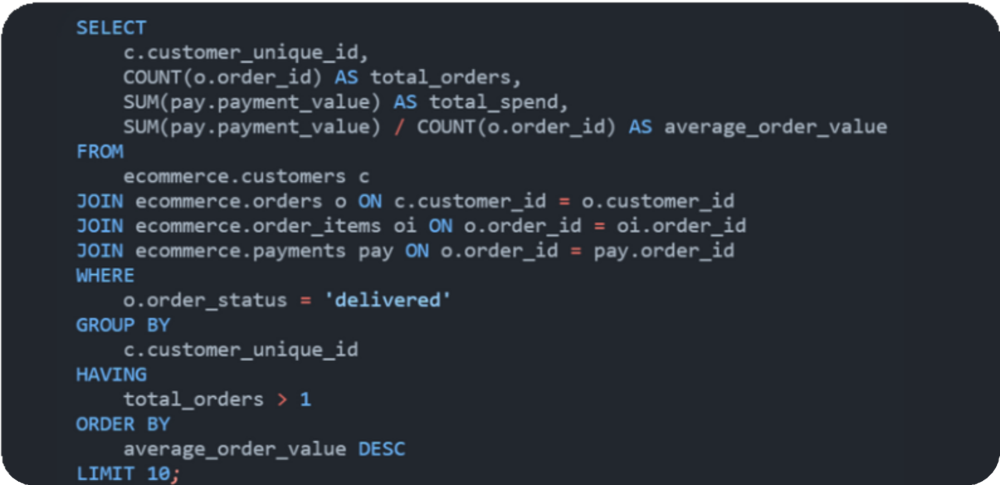 SELECT
    c.customer_unique_id,
    COUNT(o.order_id) AS total_orders,
    SUM(pay.payment_value) AS total_spend,
    SUM(pay.payment_value) / COUNT(o.order_id) AS average_order_value
FROM
    ecommerce.customers c
JOIN ecommerce.orders o ON c.customer_id = o.customer_id
JOIN ecommerce.order_items oi ON o.order_id = oi.order_id
JOIN ecommerce.payments pay ON o.order_id = pay.order_id
WHERE
    o.order_status = 'delivered'
GROUP BY
    c.customer_unique_id
HAVING
    total_orders > 1
ORDER BY
    average_order_value DESC
LIMIT 10;